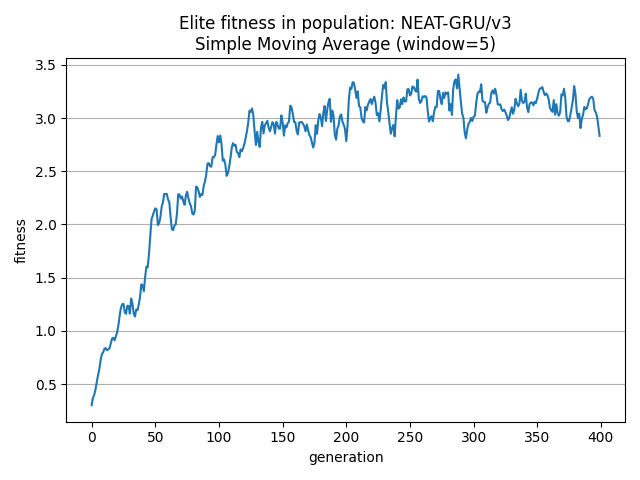 Elite fitness in population: NEAT-GRU/v3
Simple Moving Average (window=5)
3.5
3.0
2.5
2.0
1.5
1.0
0.5
fitness
0 50 100 150 200 250 300 350 400
generation